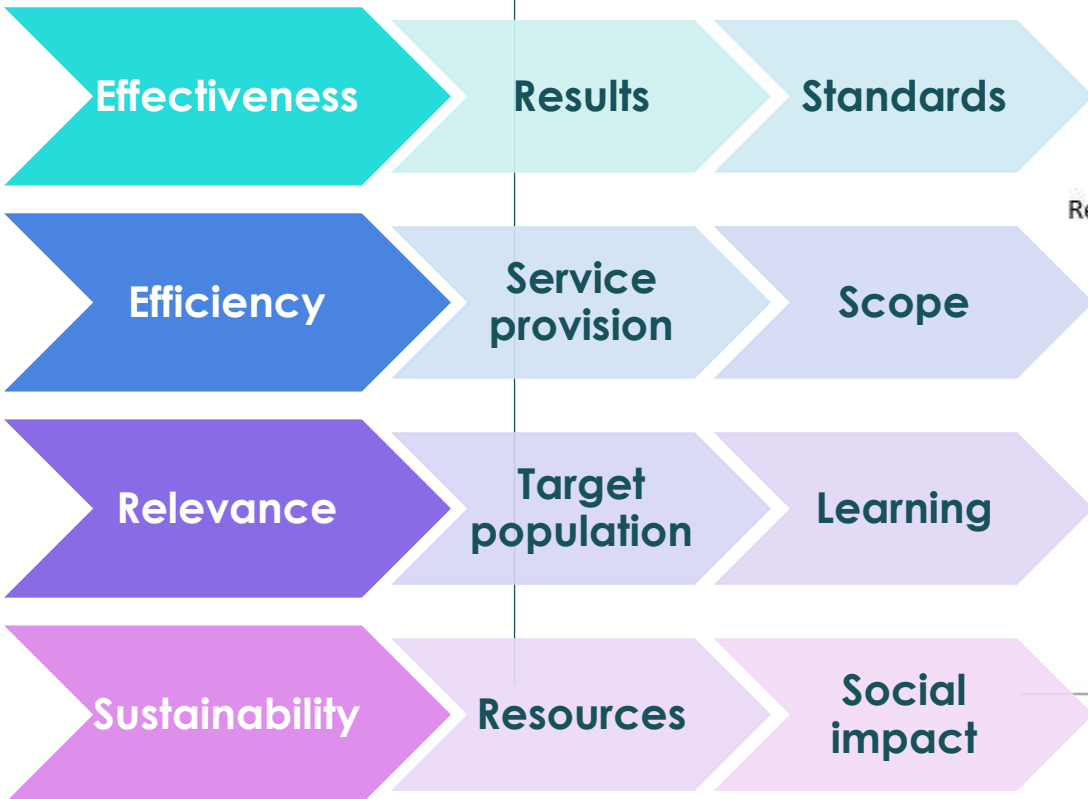 Effectiveness
Results
Standards
Efficiency
Service
provision
Scope
Relevance
Target
population
Learning
Sustainability
Resources
Social
impact